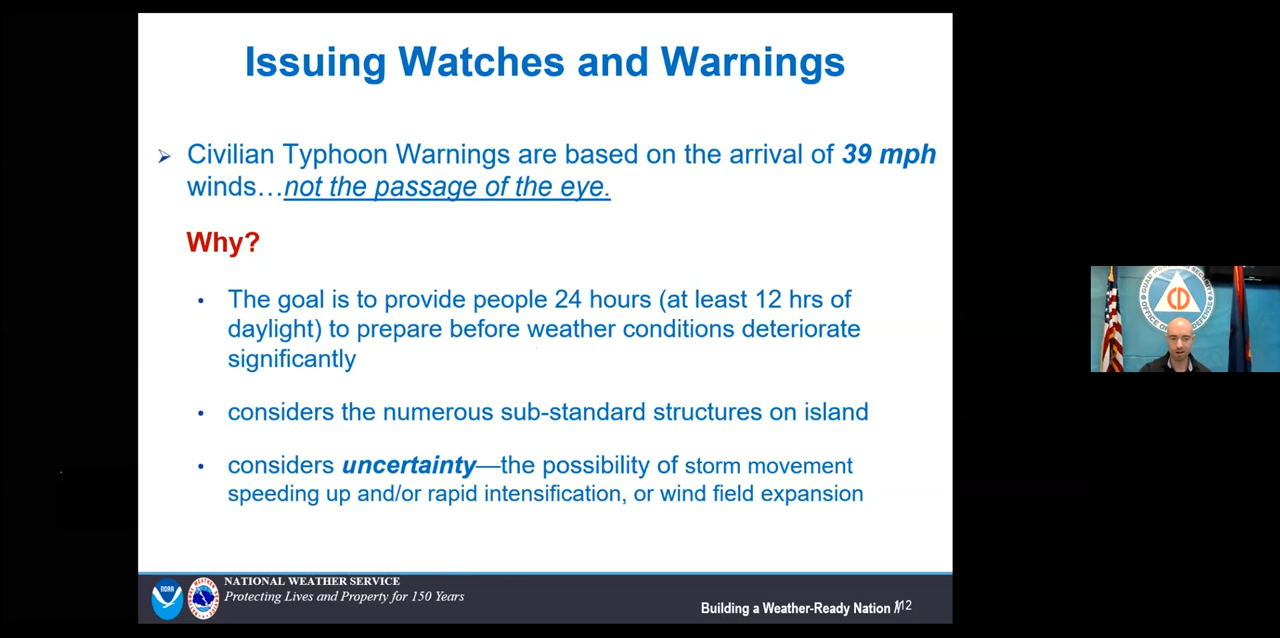 Issuing Watches and Warnings
Civilian Typhoon Warnings are based on the arrival of 39 mph
winds…not the passage of the eye.
Why?
The goal is to provide people 24 hours (at least 12 hrs of
daylight) to prepare before weather conditions deteriorate
significantly
considers the numerous sub-standard structures on island
considers uncertainty—the possibility of storm movement
speeding up and/or rapid intensification, or wind field expansion
NOAA
NATIONAL WEATHER SERVICE
Protecting Lives and Property for 150 Years
Building a Weather-Ready Nation // 12
CD